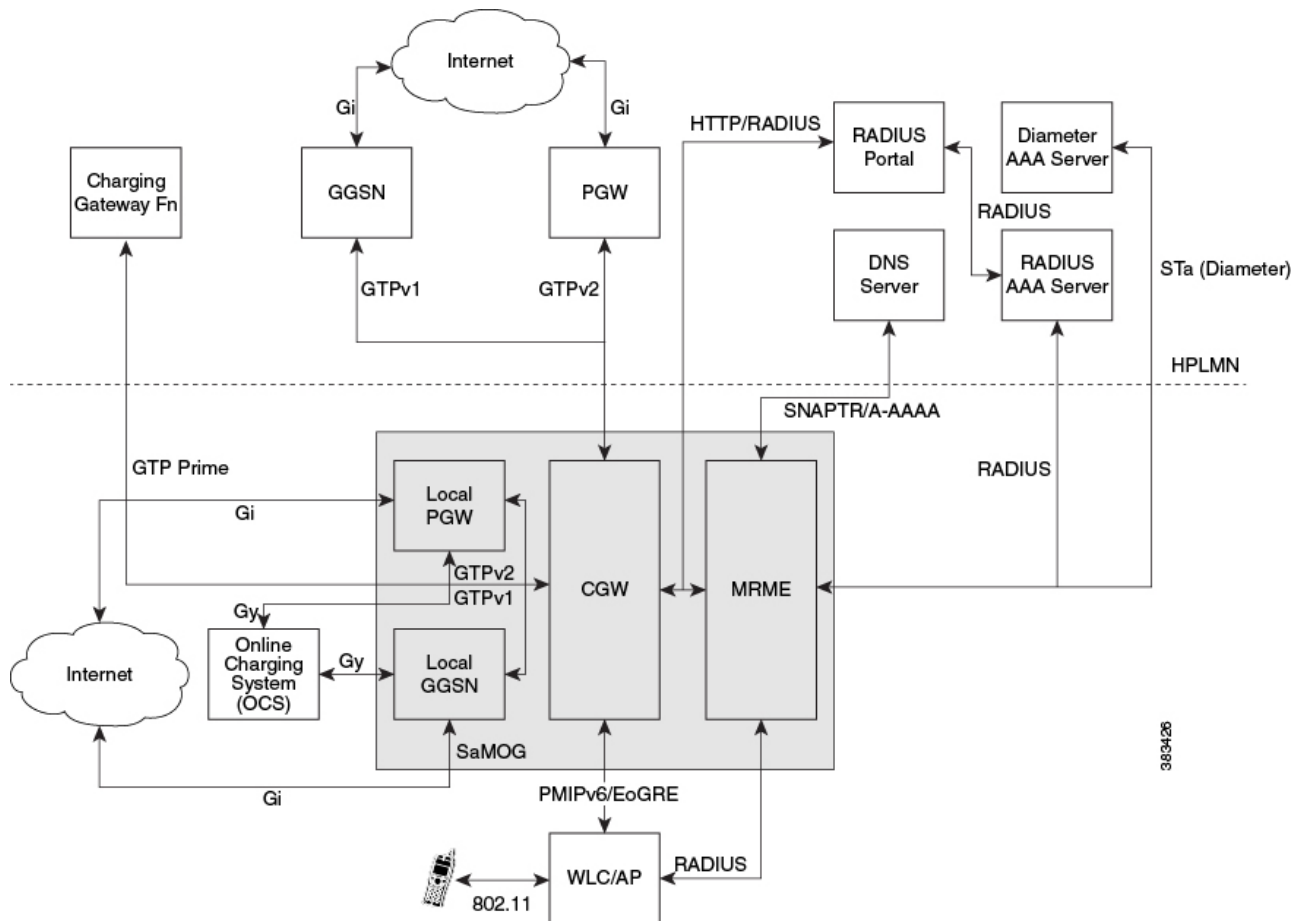 Internet
Gi
Gi
HTTP/RADIUS
Charging
Gateway Fn
GGSN
PGW
RADIUS
Portal
Diameter
AAA Server
RADIUS
GTPv1
GTPv2
DNS
Server
RADIUS
AAA Server
STa (Diameter)
HPLMN
SNAPTR/A-AAAA
GTP Prime
Gi
Local
PGW
RADIUS
GTPv2
GTPv1
CGW
MRME
Gy
Internet
Online
Charging
System
(OCS)
Gy
Local
GGSN
SaMOG
Gi
PMIPv6/EoGRE
WLC/AP
RADIUS
802.11
383426